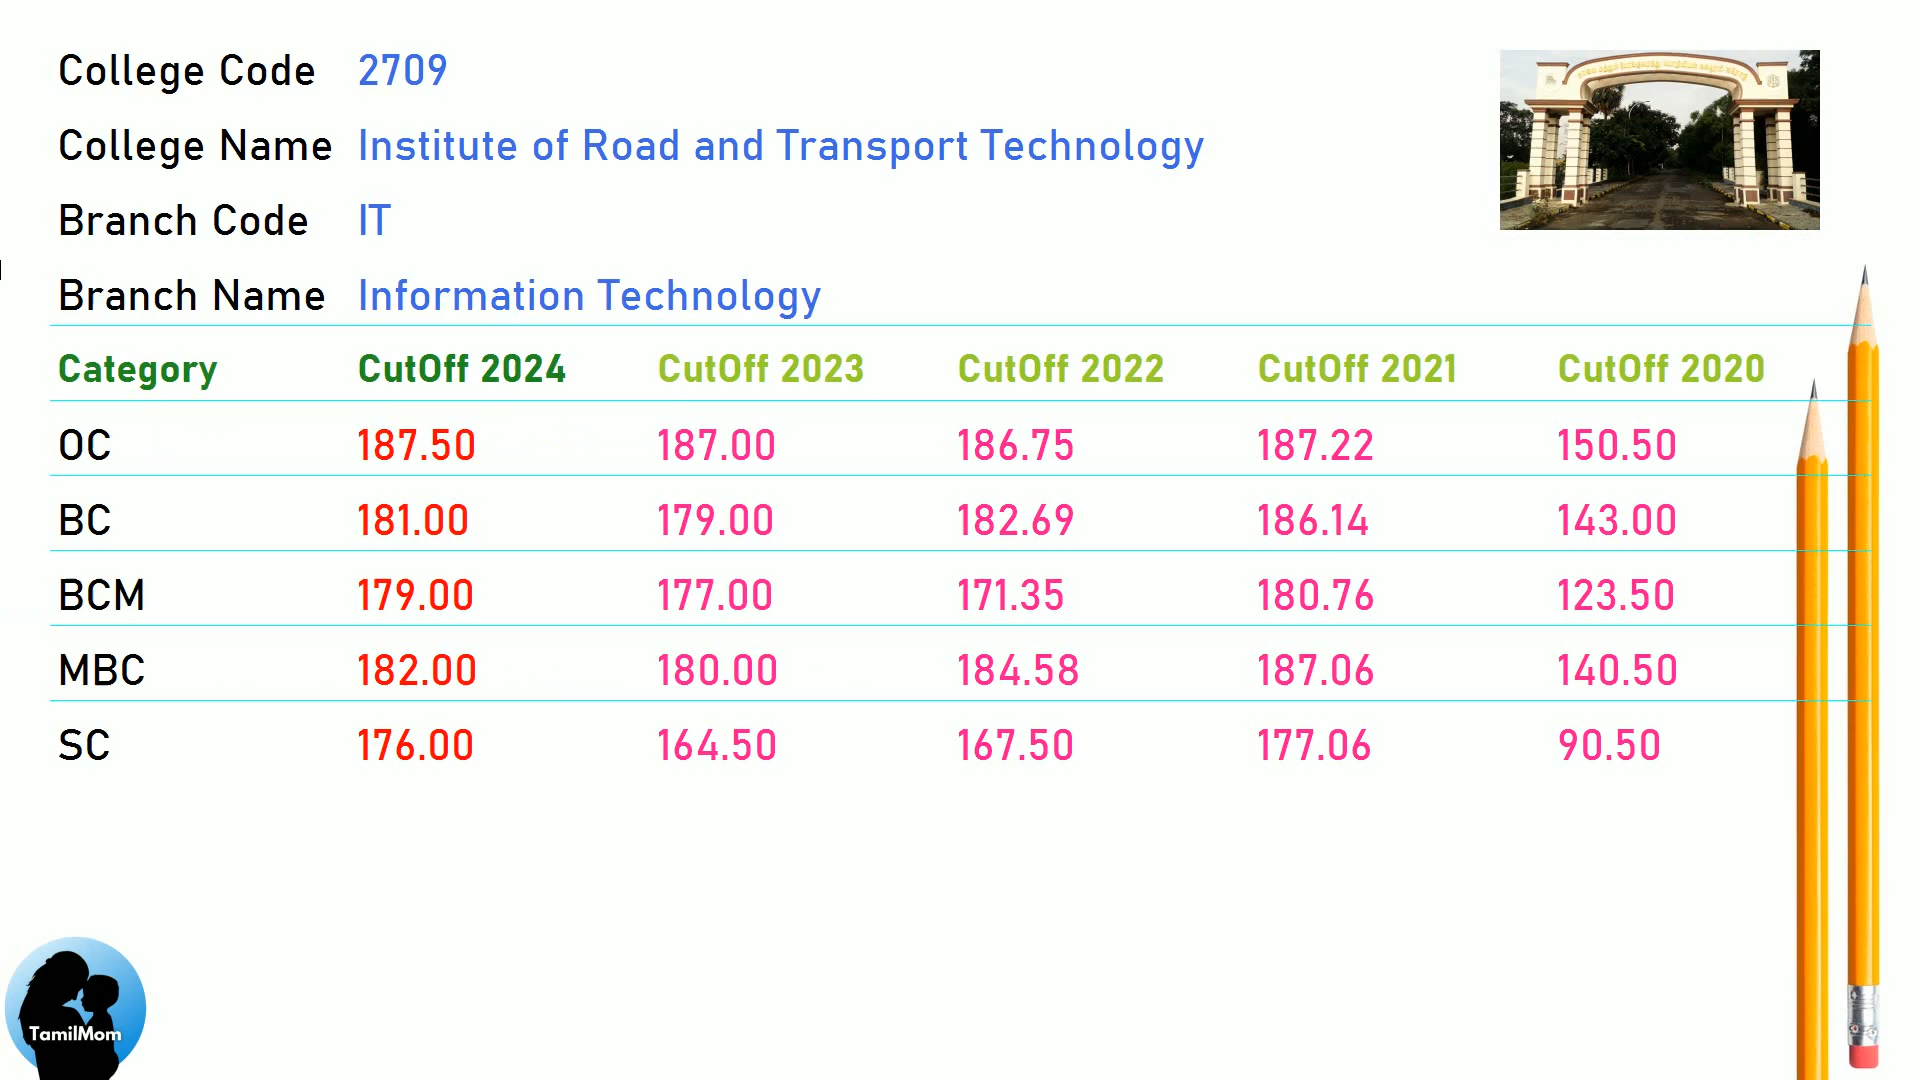 College Code 2709
College Name Institute of Road and Transport Technology
Branch Code IT
Branch Name Information Technology
Category CutOff 2024 CutOff 2023 CutOff 2022 CutOff 2021 CutOff 2020
OC 187.50 187.00 186.75 187.22 150.50
BC 181.00 179.00 182.69 186.14 143.00
BCM 179.00 177.00 171.35 180.76 123.50
MBC 182.00 180.00 184.58 187.06 140.50
SC 176.00 164.50 167.50 177.06 90.50
TamilMom